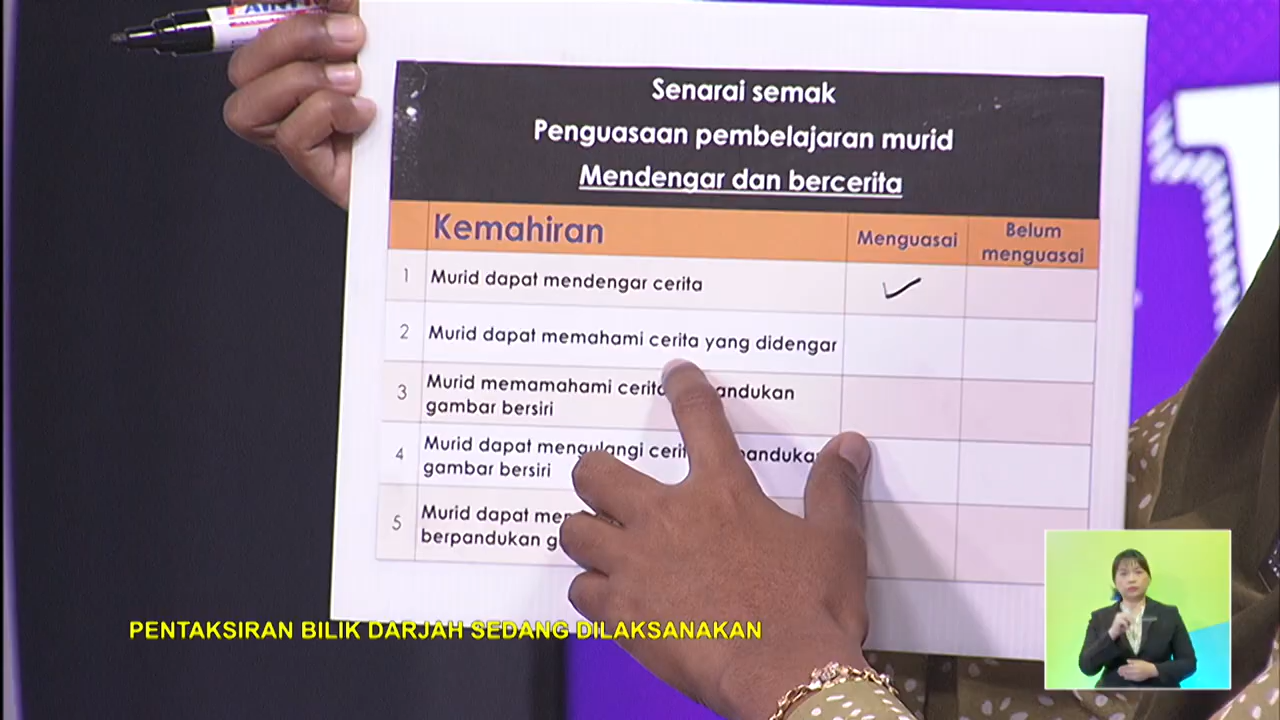 Senarai semak
Penguasaan pembelajaran murid
Mendengar dan bercerita
Kemahiran
Menguasai
Belum
menguasai
1
Murid dapat mendengar cerita
2
Murid dapat memahami cerita yang didengar
3
Murid memamahami
gambar bersiri
4
Murid dapat mengulangi
gambar bersiri
5
Murid dapat
berpandukan
PENTAKSIRAN BILIK DARJAH SEDANG DILAKSANAKAN